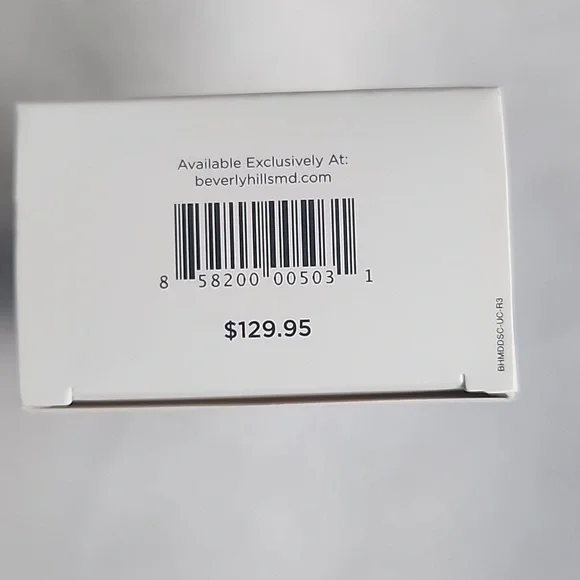 Available Exclusively At:
beverlyhillsmd.com
8 58200 00503 1
$129.95
BHMDDSC-UC-R3